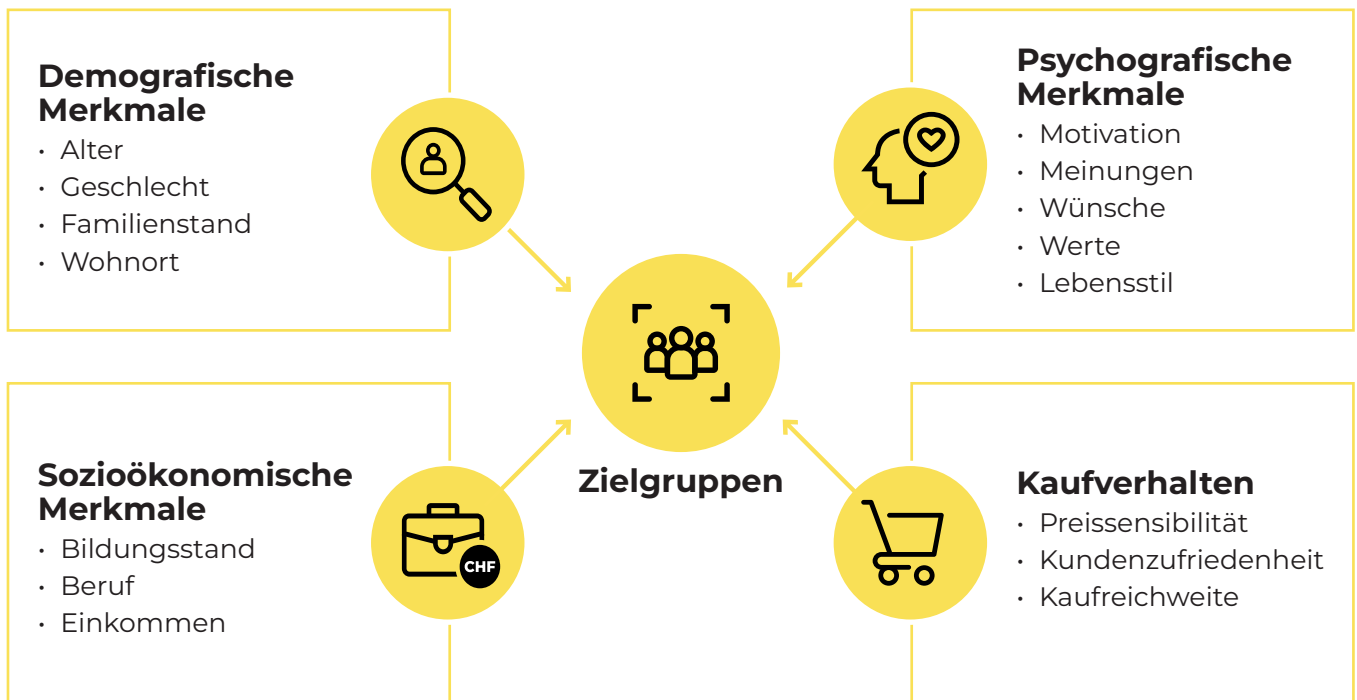 Demografische
Merkmale
· Alter
· Geschlecht
· Familienstand
· Wohnort
Psychografische
Merkmale
· Motivation
· Meinungen
· Wünsche
· Werte
· Lebensstil
Zielgruppen
Sozioökonomische
Merkmale
· Bildungsstand
· Beruf
· Einkommen
CHF
Kaufverhalten
· Preissensibilität
· Kundenzufriedenheit
· Kaufreichweite